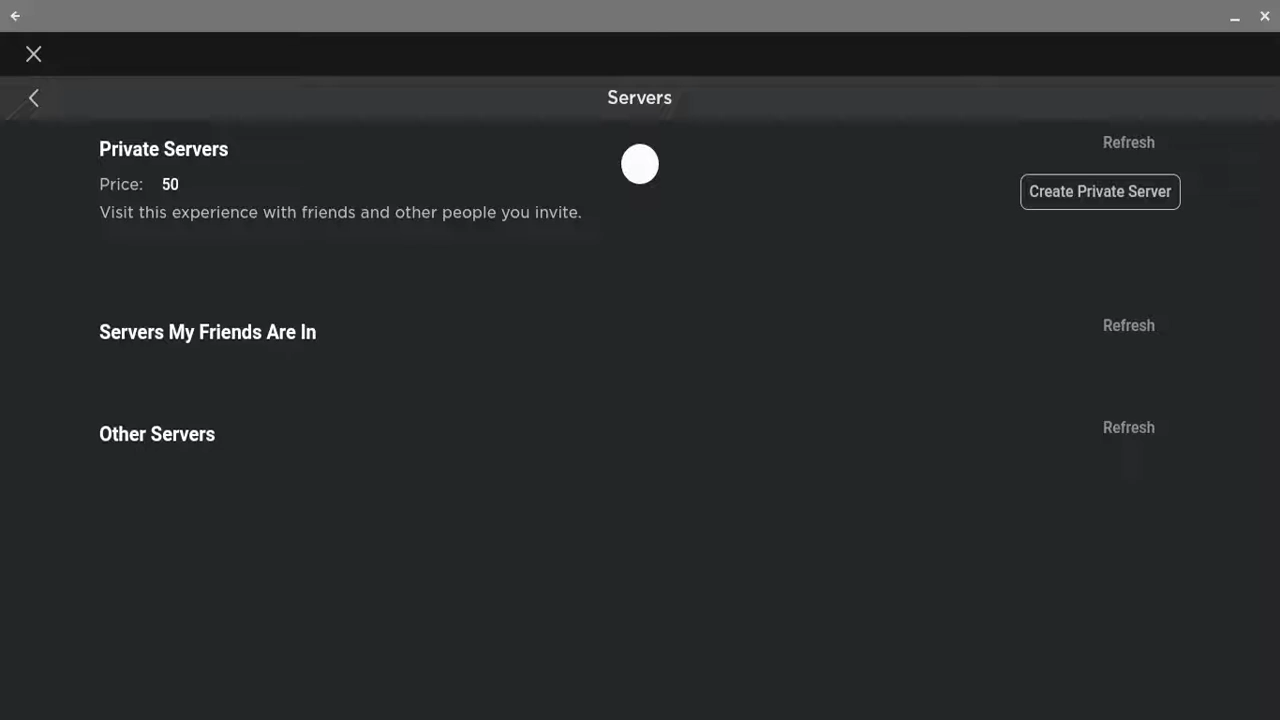 Servers
Private Servers
Refresh
Price: 50
Create Private Server
Visit this experience with friends and other people you invite.
Servers My Friends Are In
Refresh
Other Servers
Refresh